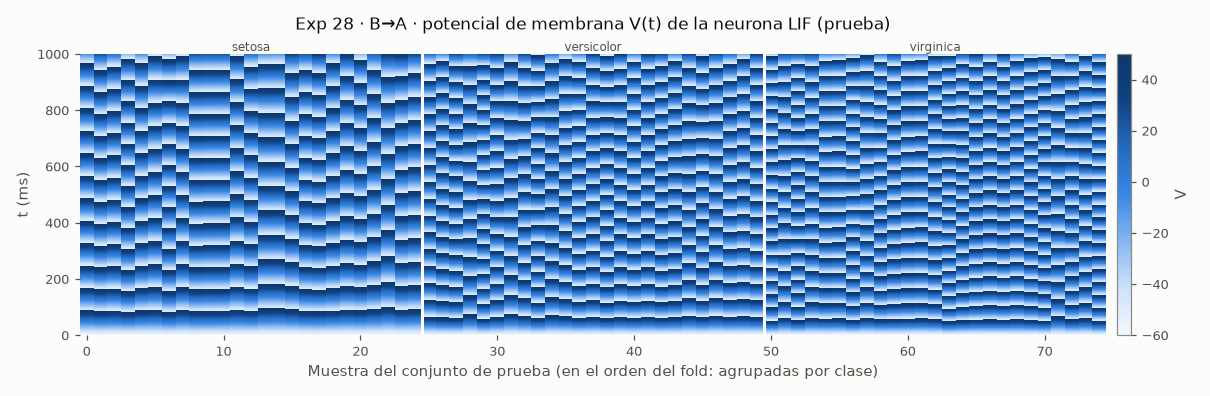 Exp 28 · B→A · potencial de membrana V(t) de la neurona LIF (prueba)
setosa
versicolor
virginica
1000
800
600
400
200
0
t (ms)
0
10
20
30
40
50
60
70
Muestra del conjunto de prueba (en el orden del fold: agrupadas por clase)
40
20
0
−20
−40
−60
V